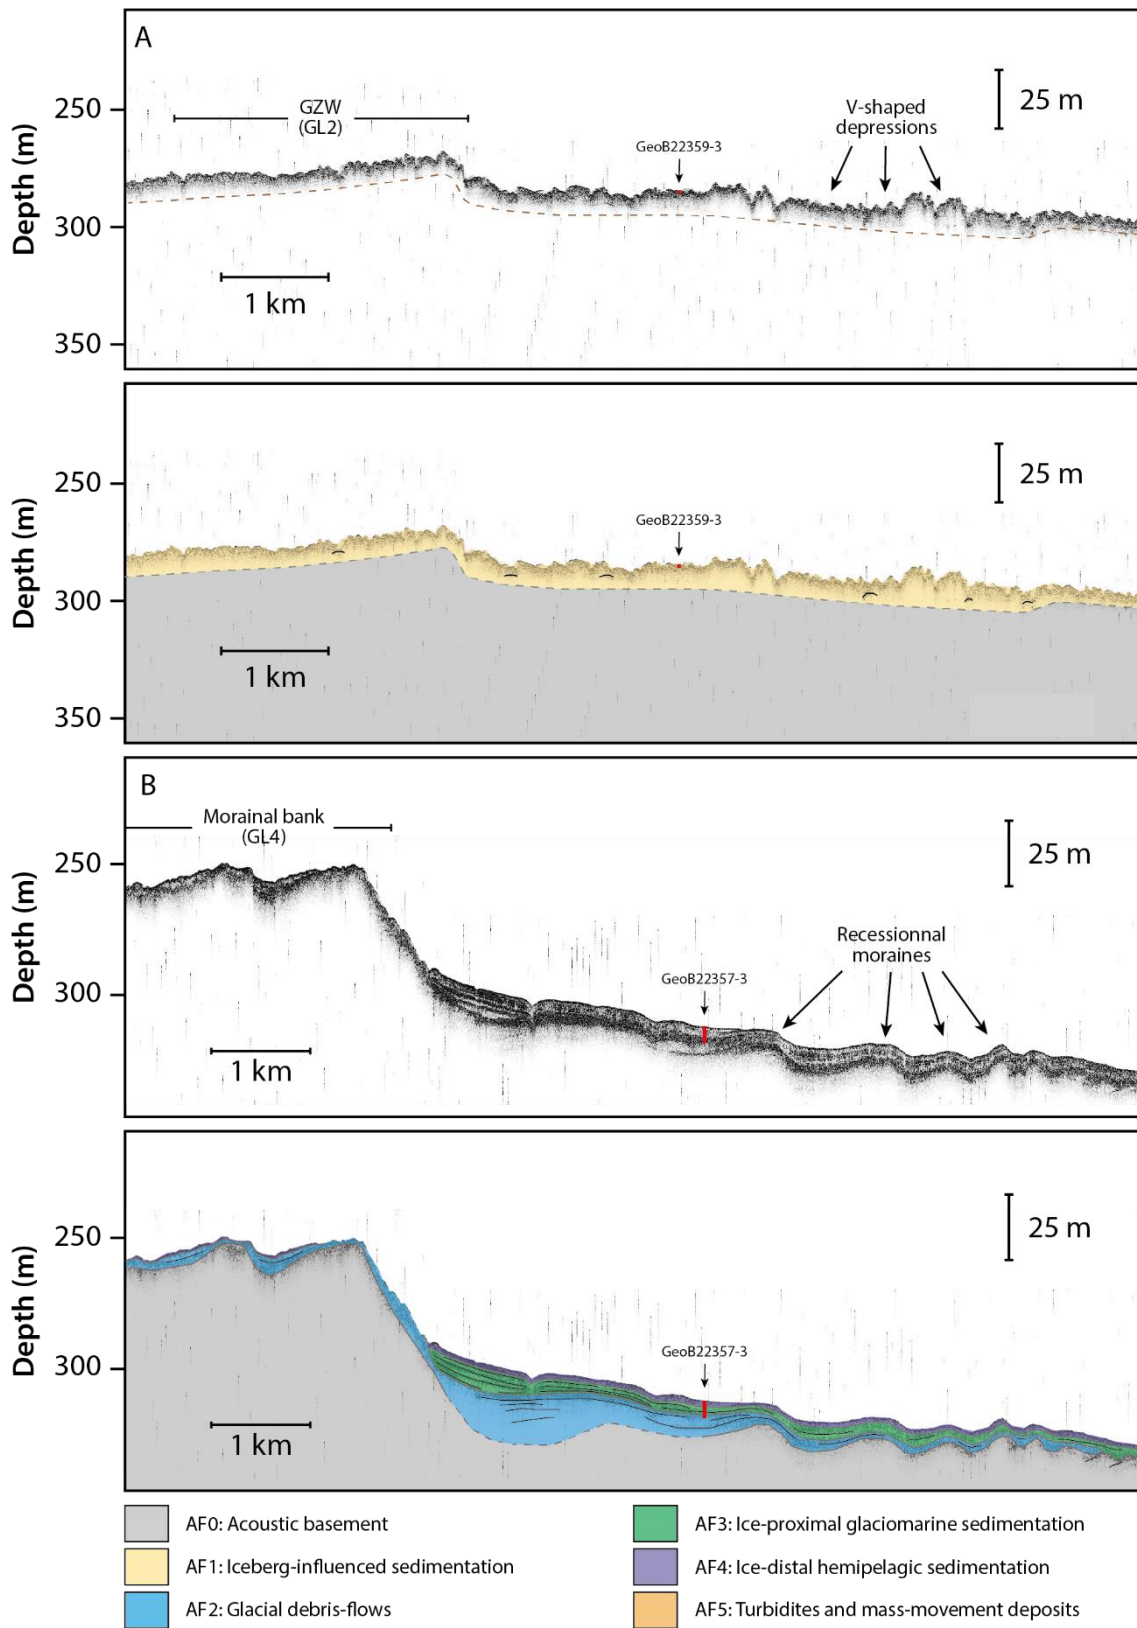 A
Depth (m)
250
300
350
GZW
(GL2)
GeoB22359-3
V-shaped
depressions
25 m
1 km
Depth (m)
250
300
350
GeoB22359-3
25 m
1 km
B
Depth (m)
250
300
Morainal bank
(GL4)
GeoB22357-3
Recessionnal
moraines
25 m
1 km
Depth (m)
250
300
GeoB22357-3
25 m
1 km
AF0: Acoustic basement
AF1: Iceberg-influenced sedimentation
AF2: Glacial debris-flows
AF3: Ice-proximal glaciomarine sedimentation
AF4: Ice-distal hemipelagic sedimentation
AF5: Turbidites and mass-movement deposits